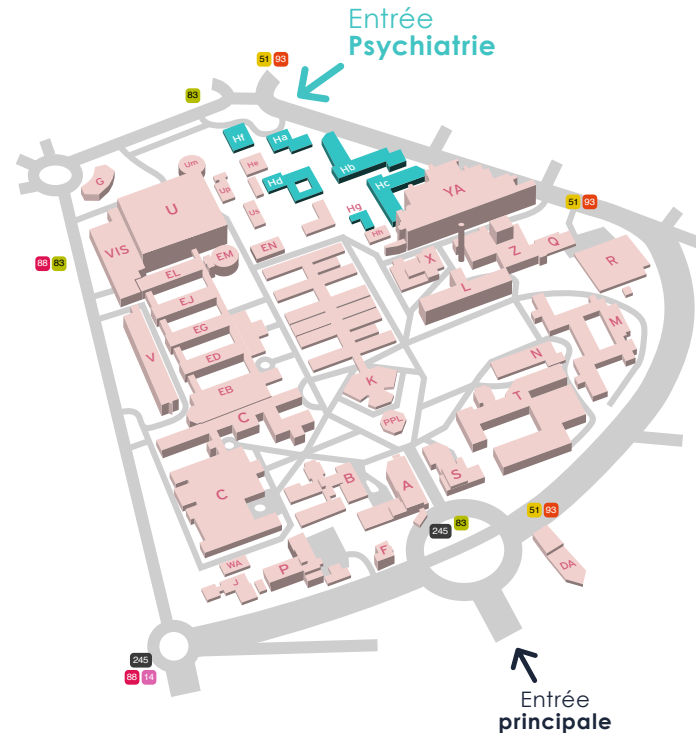 Entrée
Psychiatrie
51 93
83
Hf
Ha
Hb
Um
He
G
Up
Hd
Hc
YA
U
Us
Hg
51 93
Hh
EN
VIS
EM
X
Z
Q
R
88 83
EL
L
EJ
M
EG
V
ED
N
EB
K
T
C
PPL
B
A
S
C
51 93
83
245
F
WA
P
DA
J
245
88 14
Entrée
principale